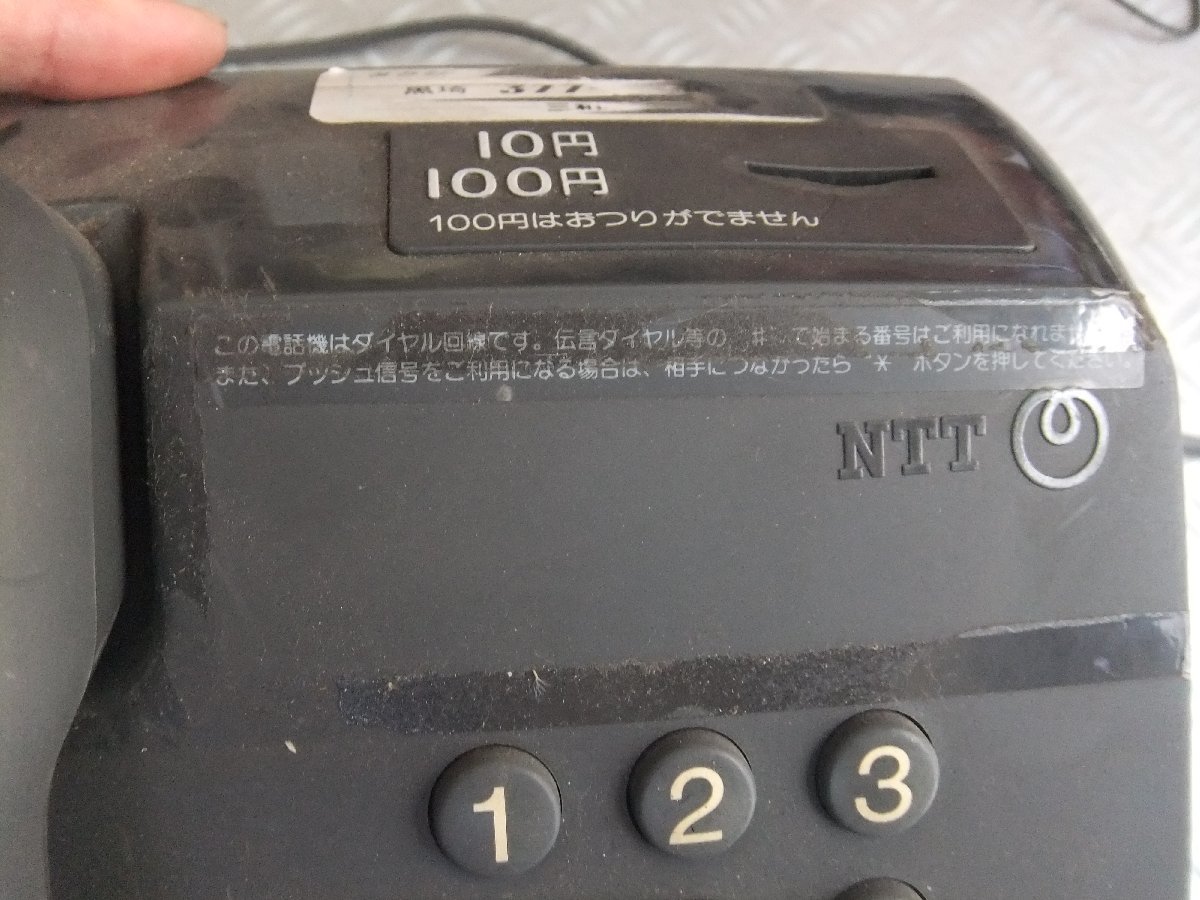 黒埼
10円
100円
100円はおつりがでません
この電話機はダイヤル回線です。伝言ダイヤル等の #、で始まる番号はご利用になれません
また、プッシュ信号をご利用になる場合は、相手につながったら * ボタンを押してください。
NTT
1 2 3